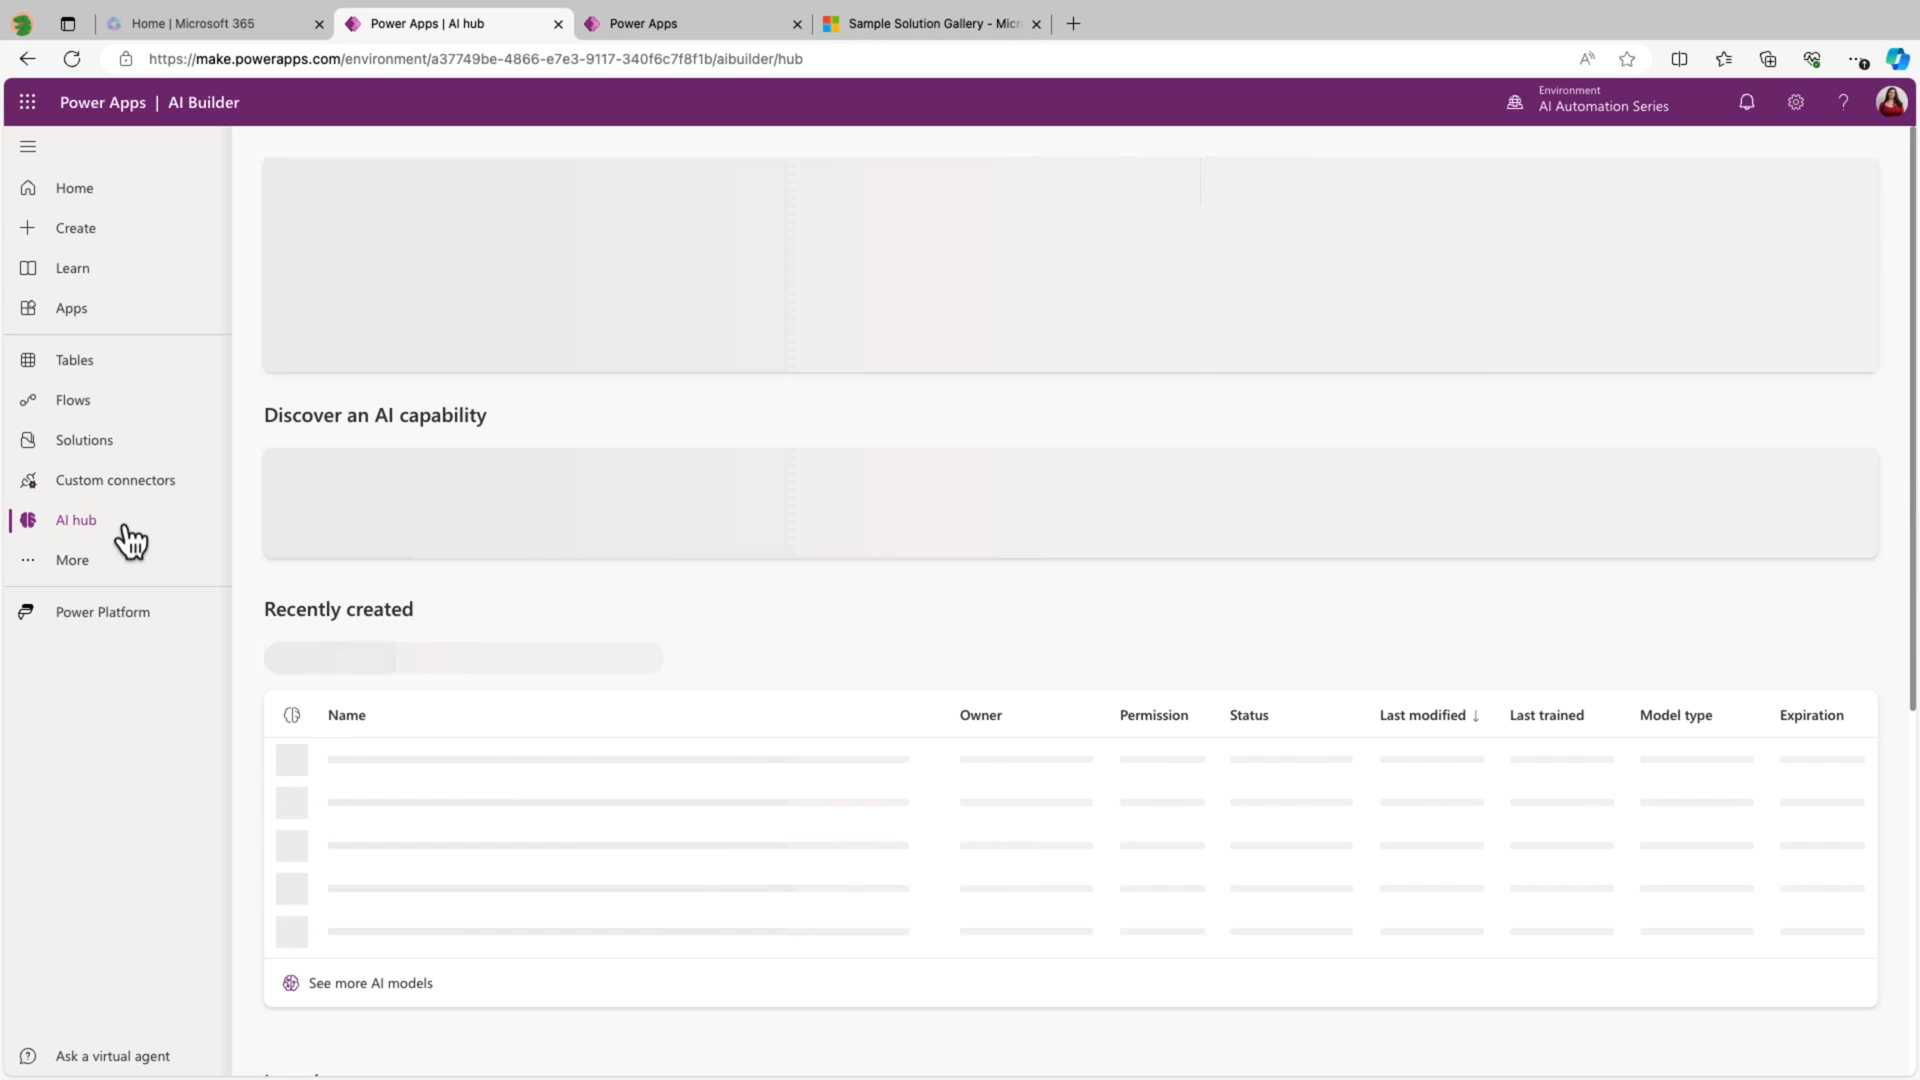 Home | Microsoft 365
Power Apps | AI hub
Power Apps
Sample Solution Gallery - Micr
https://make.powerapps.com/environment/a37749be-4866-e7e3-9117-340f6c7f8f1b/aibuilder/hub
Power Apps | AI Builder
Environment
AI Automation Series
Home
Create
Learn
Apps
Tables
Flows
Solutions
Custom connectors
AI hub
More
Power Platform
Ask a virtual agent
Discover an AI capability
Recently created
Name Owner Permission Status Last modified ↓ Last trained Model type Expiration
See more AI models